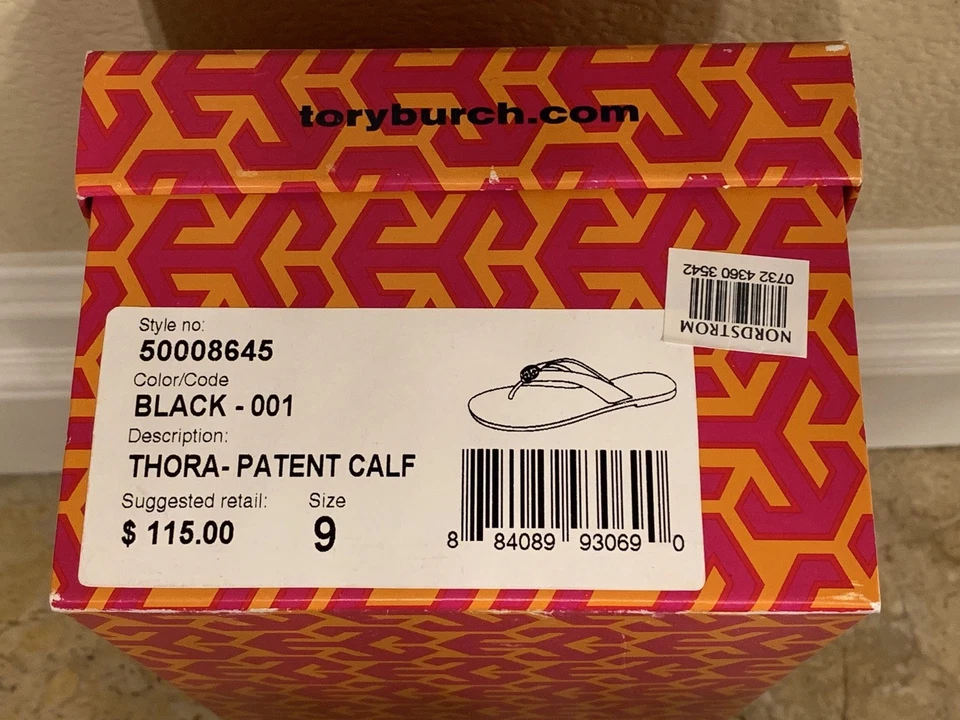 toryburch.com
0732 4360 3542
NORDSTROM
Style no:
50008645
Color/Code
BLACK - 001
Description:
THORA- PATENT CALF
Suggested retail: Size
$ 115.00 9
8 84089 93069 0